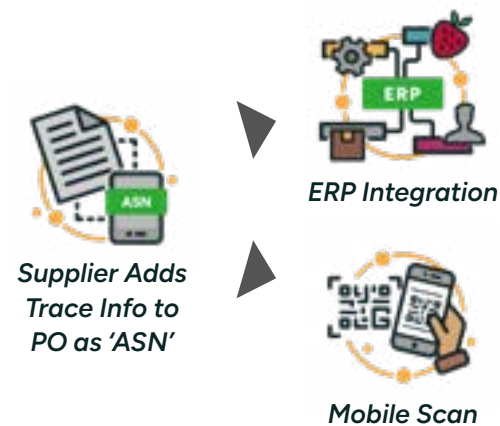 ERP
ERP Integration
ASN
Supplier Adds
Trace Info to
PO as ‘ASN’
Mobile Scan